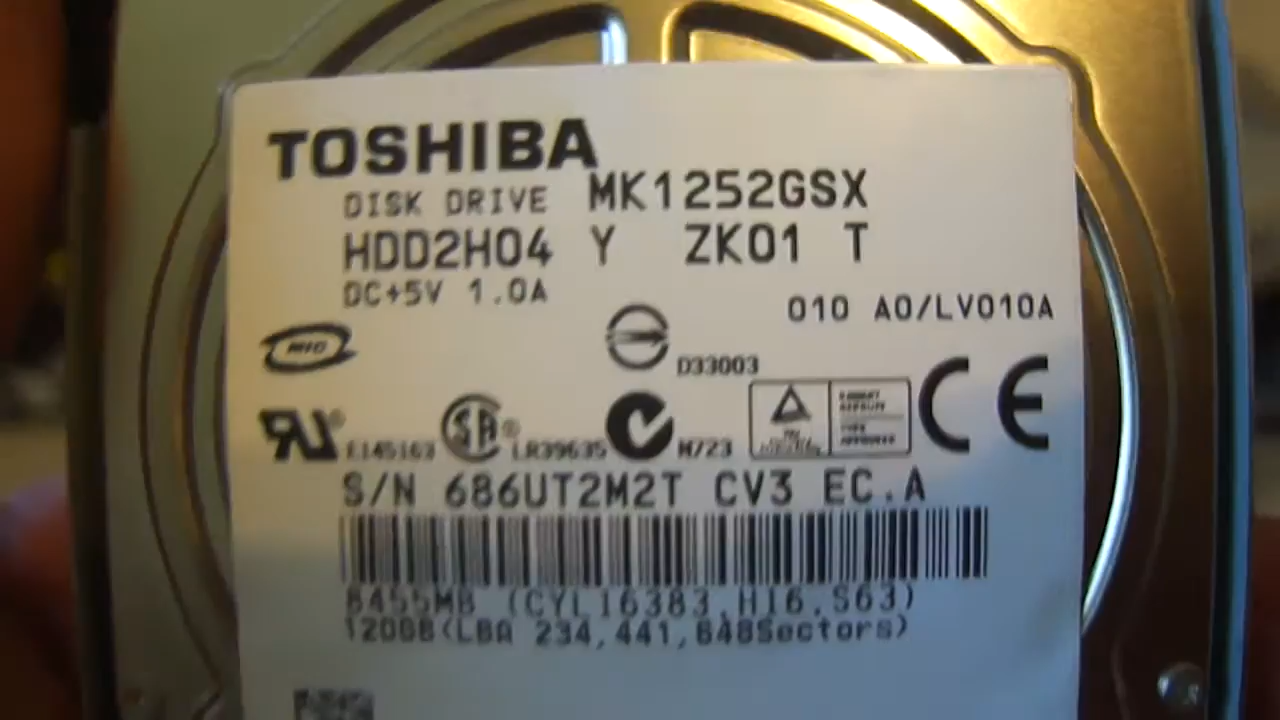 TOSHIBA
DISK DRIVE MK1252GSX
HDD2H04 Y ZK01 T
DC+5V 1.0A
010 A0/LV010A
D33003
E145163 LR39635 N723
CE
S/N 686UT2M2T CV3 EC.A
8455MB (CYL16383.H16.S63)
120GB(LBA 234,441,648Sectors)